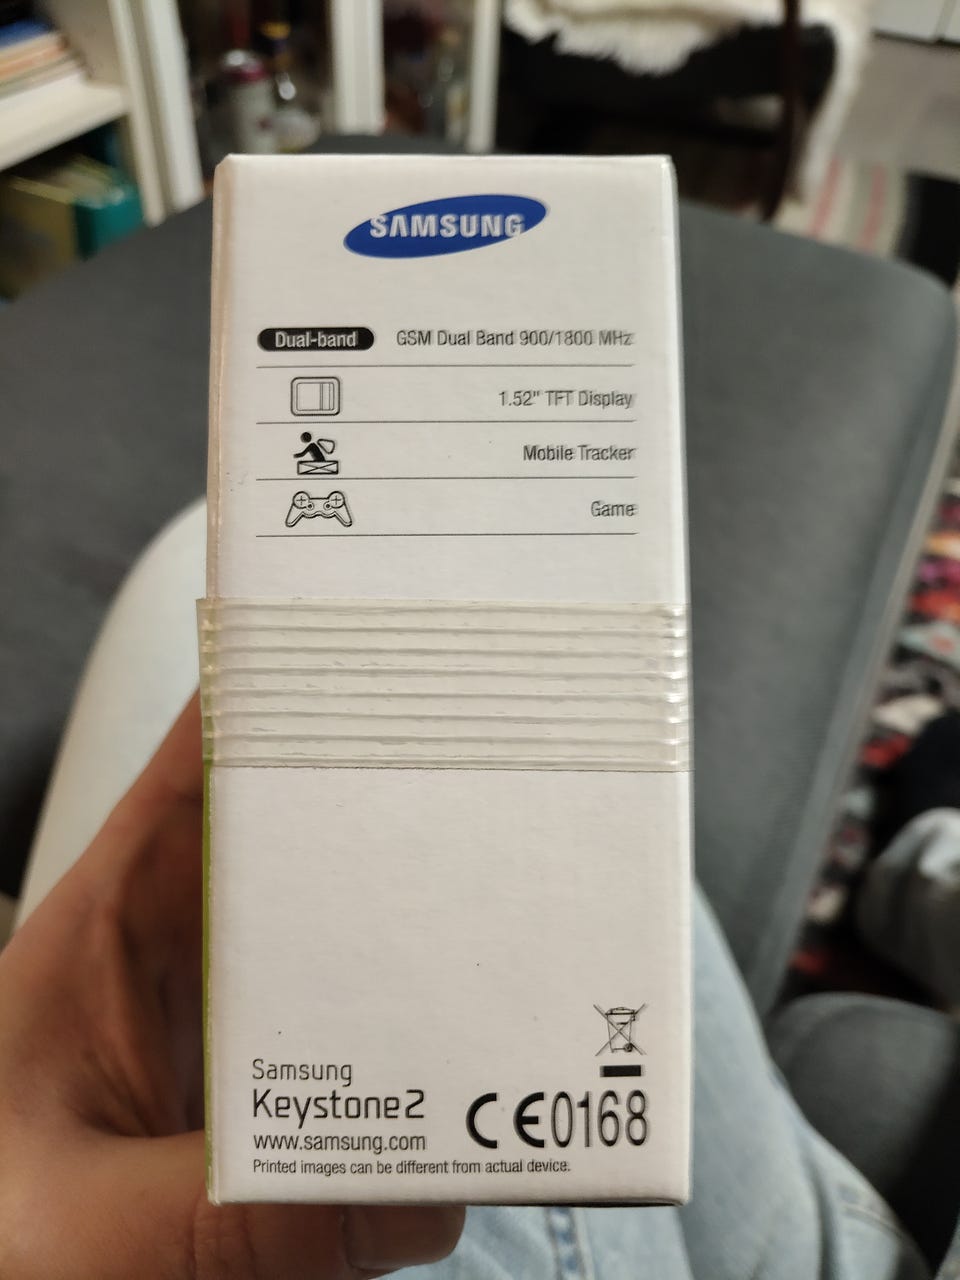 SAMSUNG
Dual-band GSM Dual Band 900/1800 MHz
1.52" TFT Display
Mobile Tracker
Game
Samsung
Keystone2
www.samsung.com
CE0168
Printed images can be different from actual device.